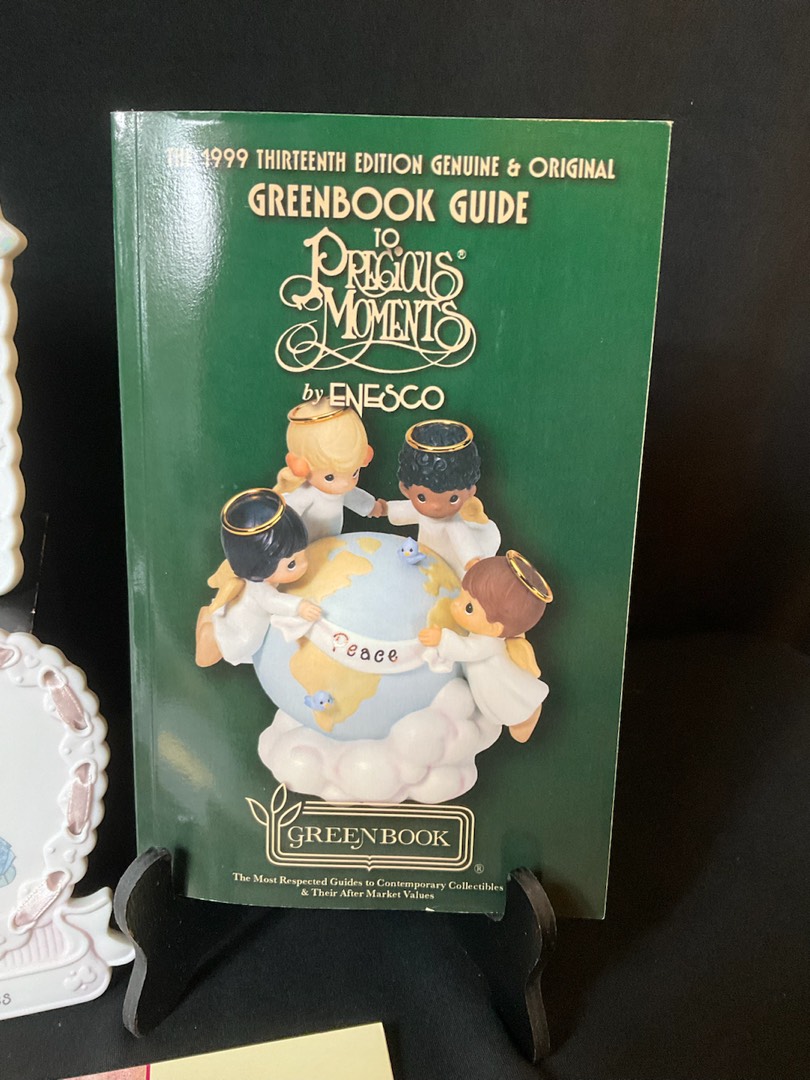 THE 1999 THIRTEENTH EDITION GENUINE & ORIGINAL
GREENBOOK GUIDE
TO
PRECIOUS®
MOMENTS
by ENESCO
Peace
GREENBOOK®
The Most Respected Guides to Contemporary Collectibles
& Their After Market Values